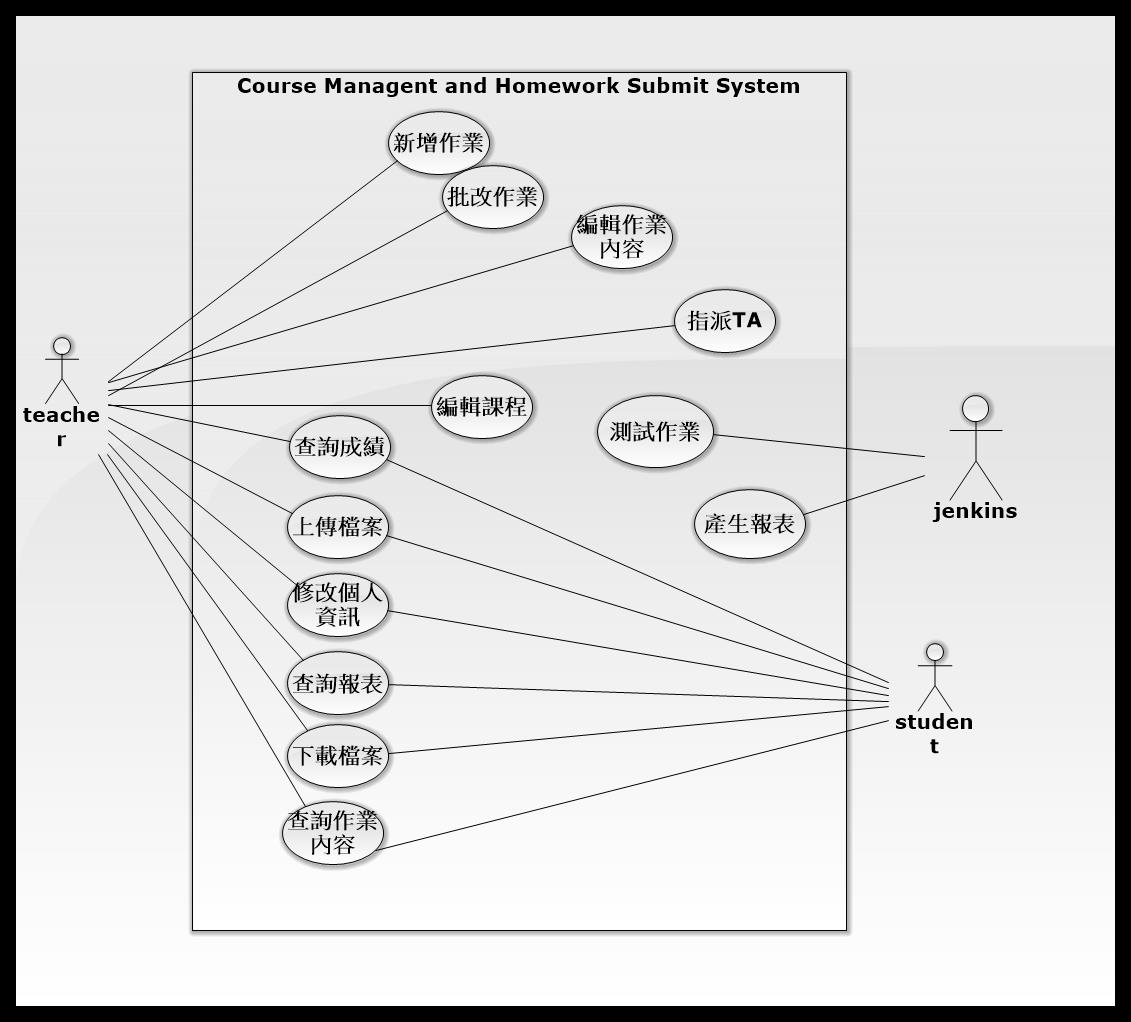 Course Managent and Homework Submit System
新增作業
批改作業
編輯作業
內容
指派TA
teache
r
編輯課程
測試作業
查詢成績
jenkins
上傳檔案
產生報表
修改個人
資訊
查詢報表
studen
t
下載檔案
查詢作業
內容